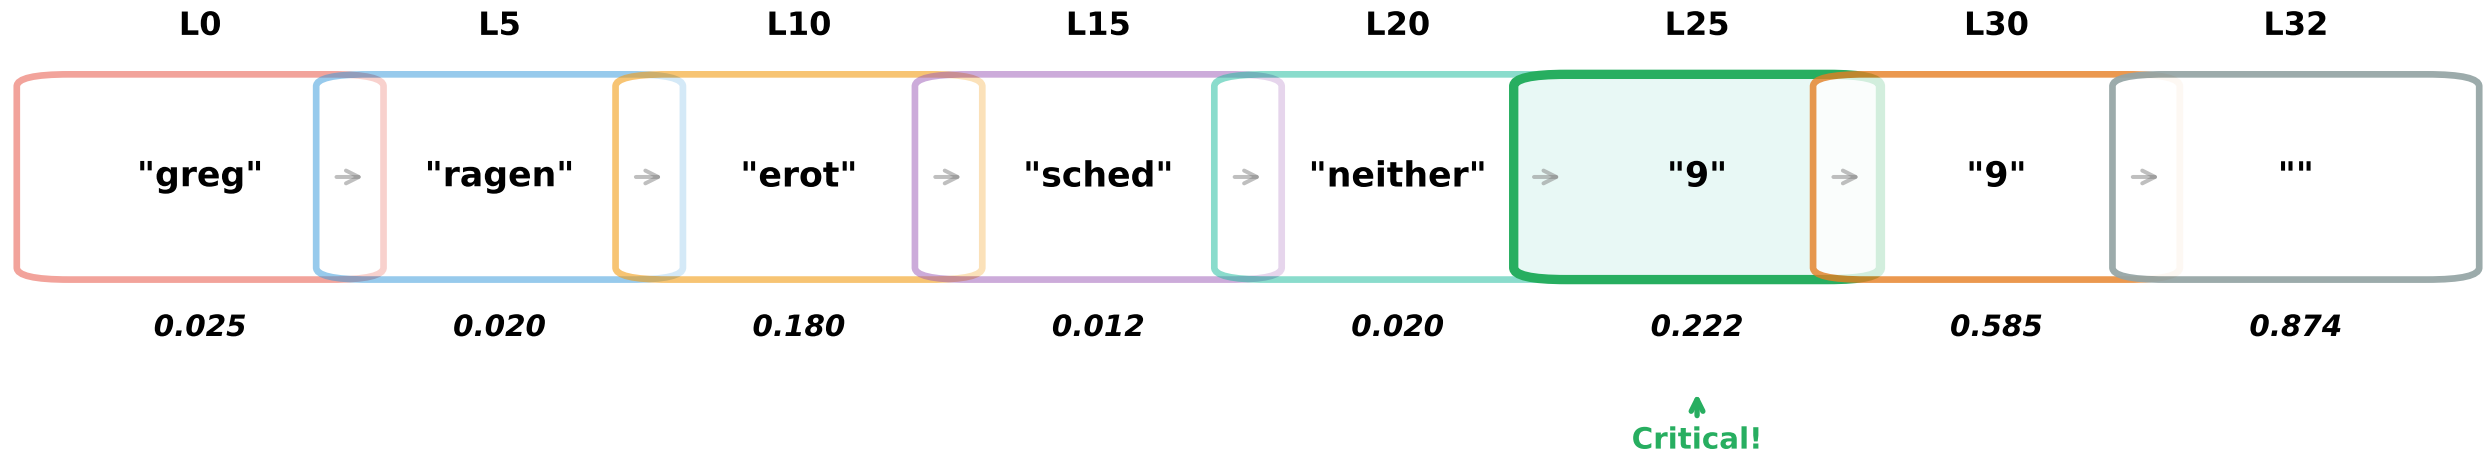 L0 L5 L10 L15 L20 L25 L30 L32
"greg" "ragen" "erot" "sched" "neither" "9" "9" ""
0.025 0.020 0.180 0.012 0.020 0.222 0.585 0.874
Critical!